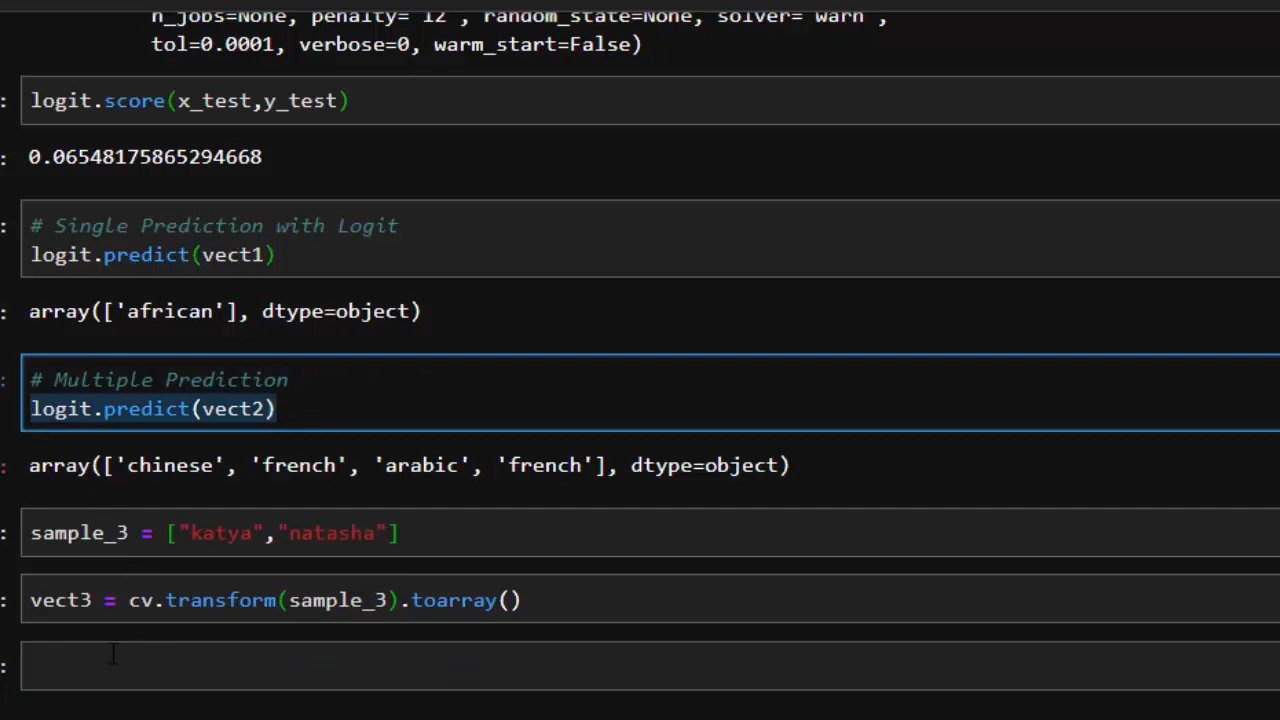 n_jobs=None, penalty='l2', random_state=None, solver='warn',
tol=0.0001, verbose=0, warm_start=False)
: logit.score(x_test,y_test)
: 0.06548175865294668
: # Single Prediction with Logit
logit.predict(vect1)
: array(['african'], dtype=object)
: # Multiple Prediction
logit.predict(vect2)
: array(['chinese', 'french', 'arabic', 'french'], dtype=object)
: sample_3 = ["katya","natasha"]
: vect3 = cv.transform(sample_3).toarray()
: